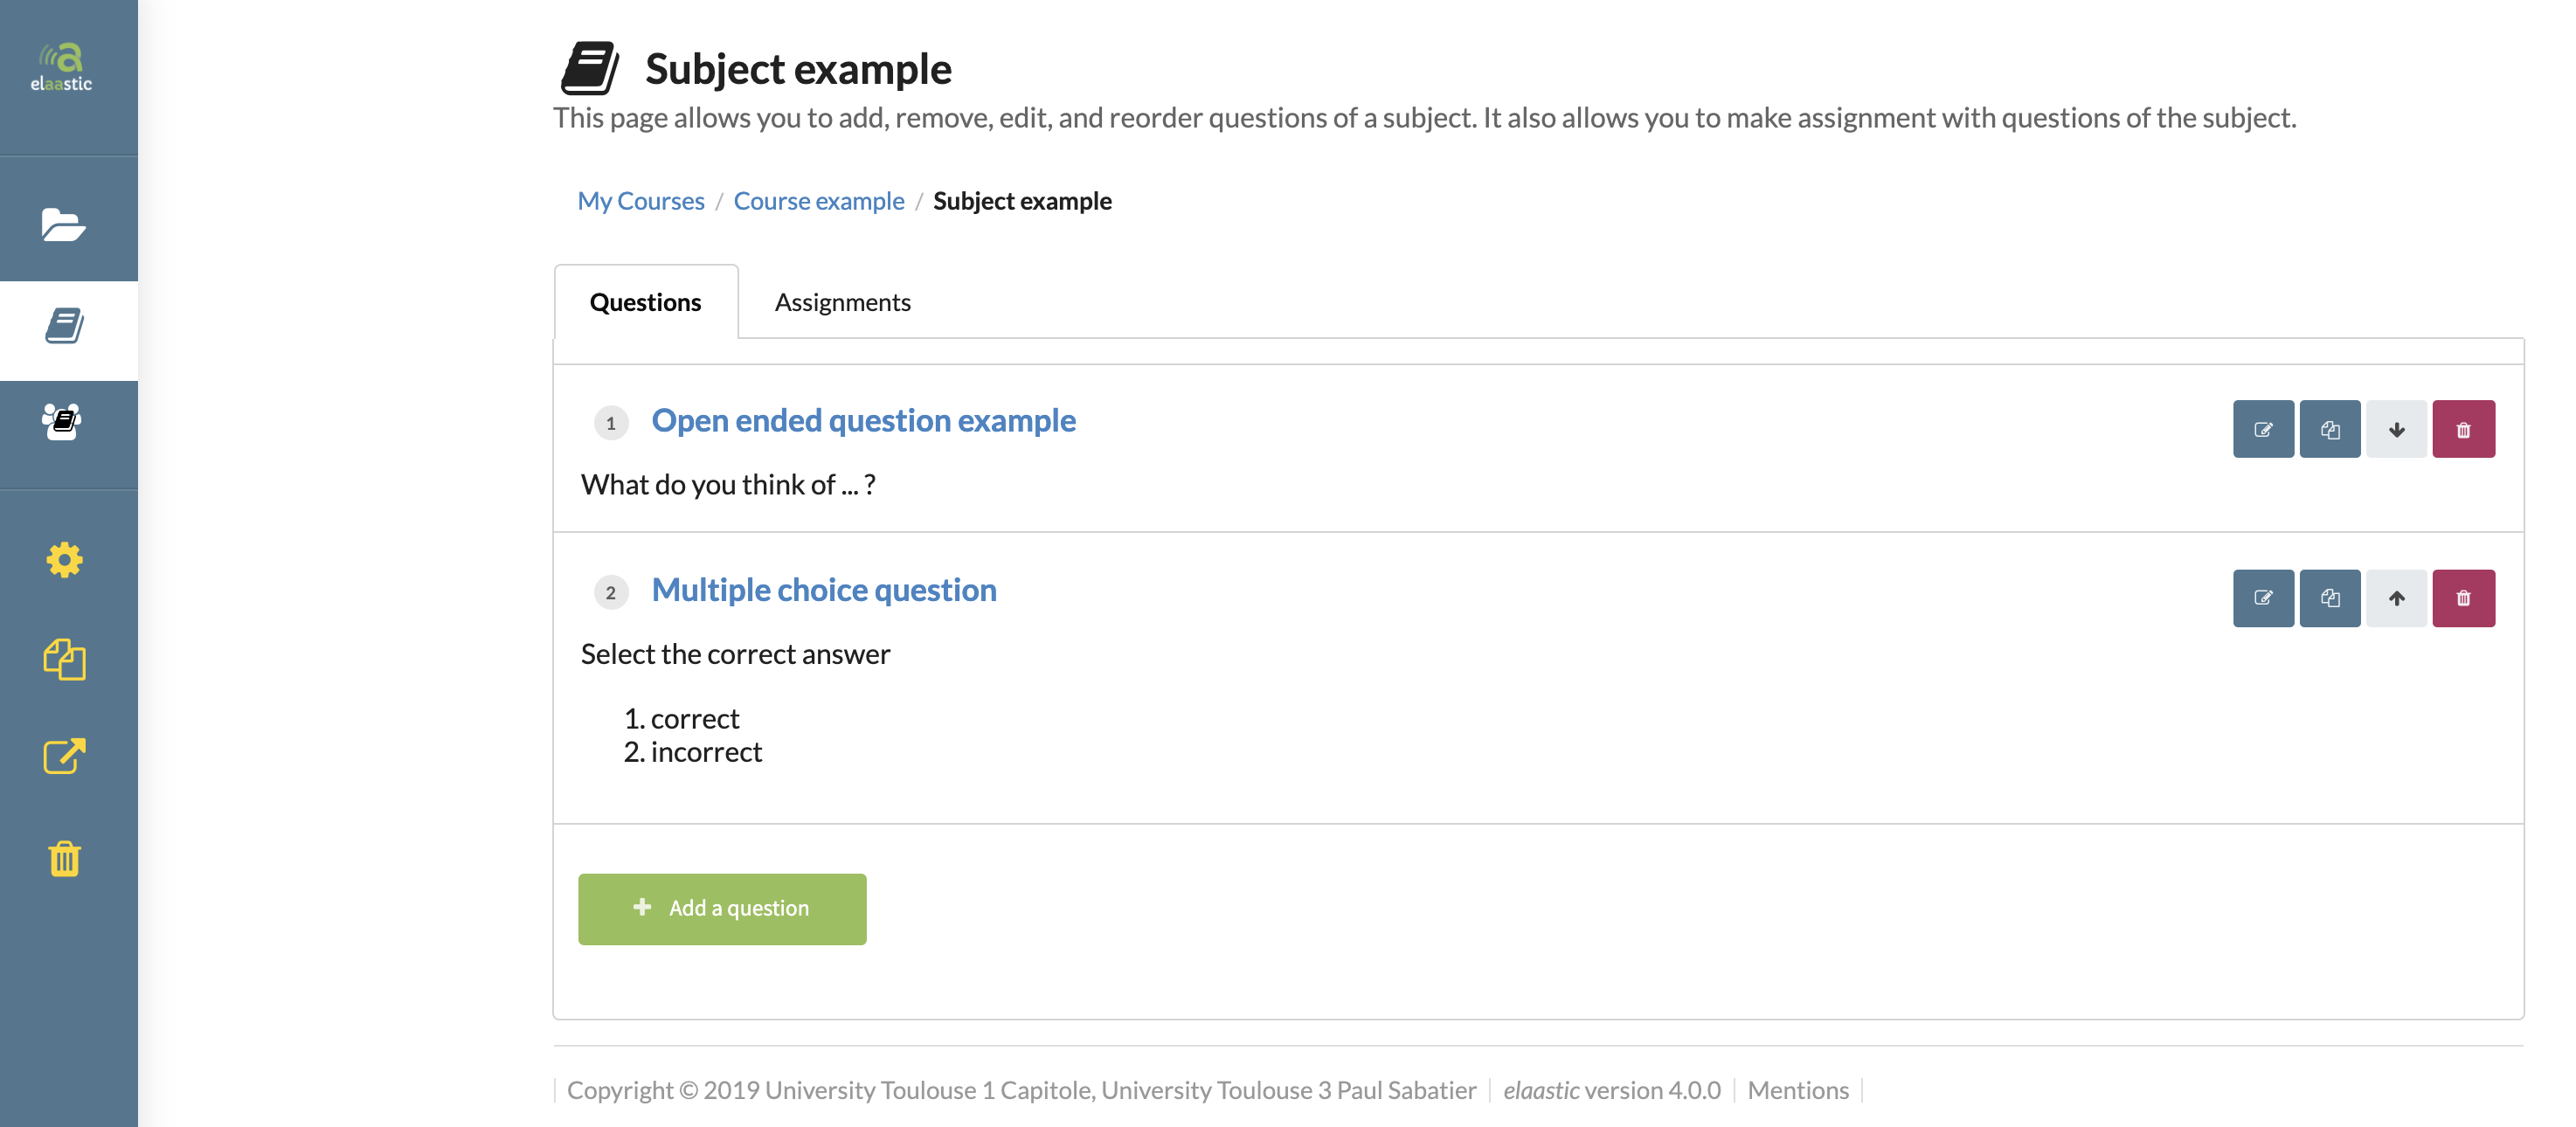 elaastic
Subject example
This page allows you to add, remove, edit, and reorder questions of a subject. It also allows you to make assignment with questions of the subject.
My Courses / Course example / Subject example
Questions Assignments
1 Open ended question example
What do you think of ... ?
2 Multiple choice question
Select the correct answer
1. correct
2. incorrect
+ Add a question
Copyright © 2019 University Toulouse 1 Capitole, University Toulouse 3 Paul Sabatier | elaastic version 4.0.0 | Mentions |